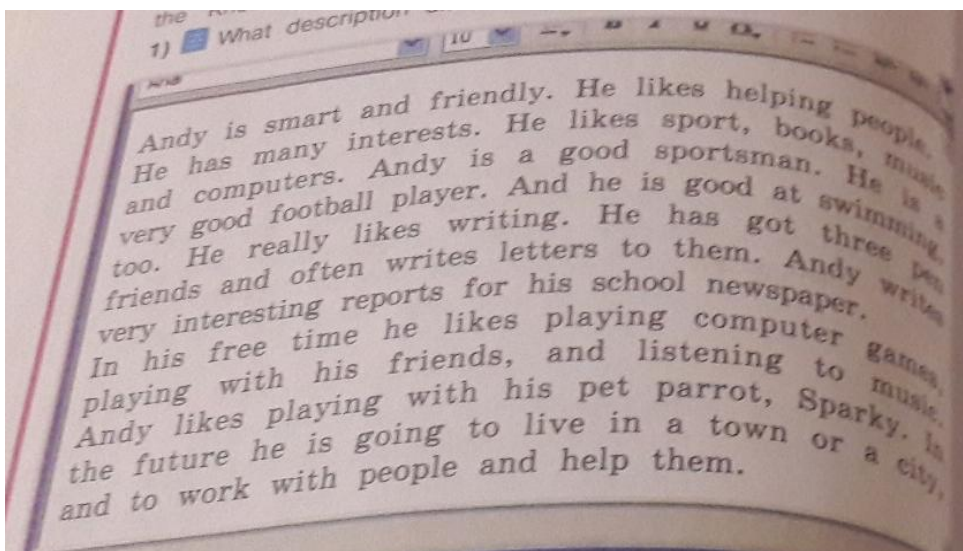 the
1) What description
10
Andy is smart and friendly. He likes helping people.
He has many interests. He likes sport, books, music
and computers. Andy is a good sportsman. He is a
very good football player. And he is good at swimming,
too. He really likes writing. He has got three pen
friends and often writes letters to them. Andy writes
very interesting reports for his school newspaper.
In his free time he likes playing computer games,
playing with his friends, and listening to music.
Andy likes playing with his pet parrot, Sparky. In
the future he is going to live in a town or a city,
and to work with people and help them.